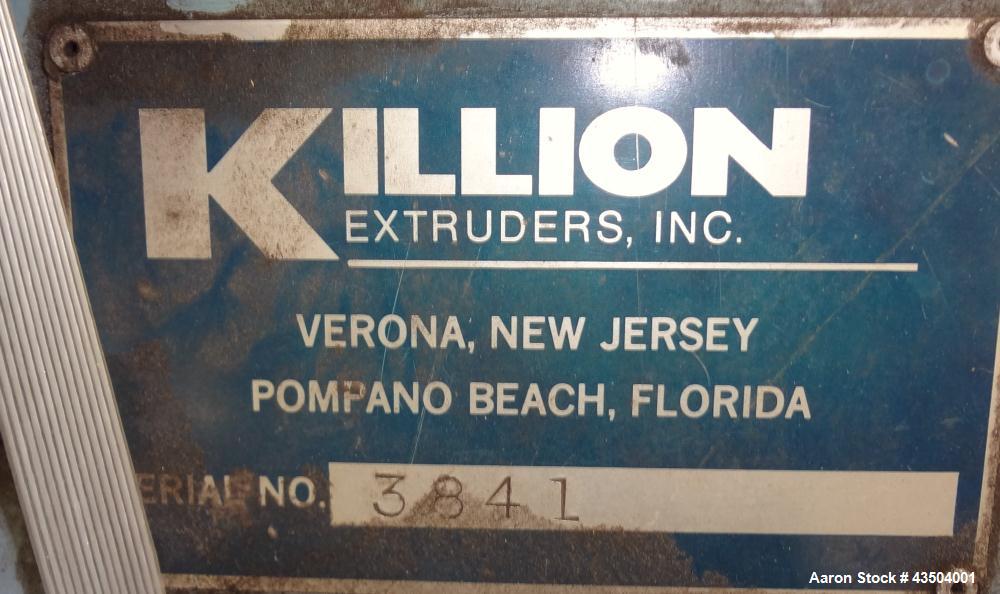 KILLION
EXTRUDERS, INC.
VERONA, NEW JERSEY
POMPANO BEACH, FLORIDA
ERIAL NO. 3841
Aaron Stock # 43504001